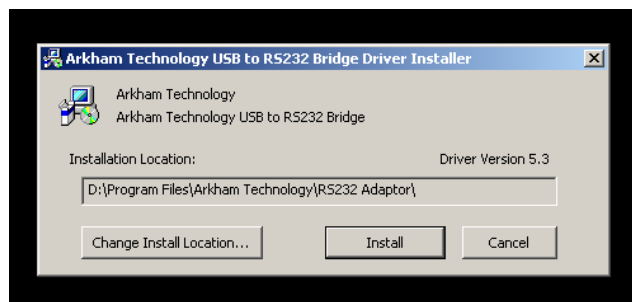 Arkham Technology USB to RS232 Bridge Driver Installer
Arkham Technology
Arkham Technology USB to RS232 Bridge
Installation Location: Driver Version 5.3
D:\Program Files\Arkham Technology\RS232 Adaptor\
Change Install Location... Install Cancel